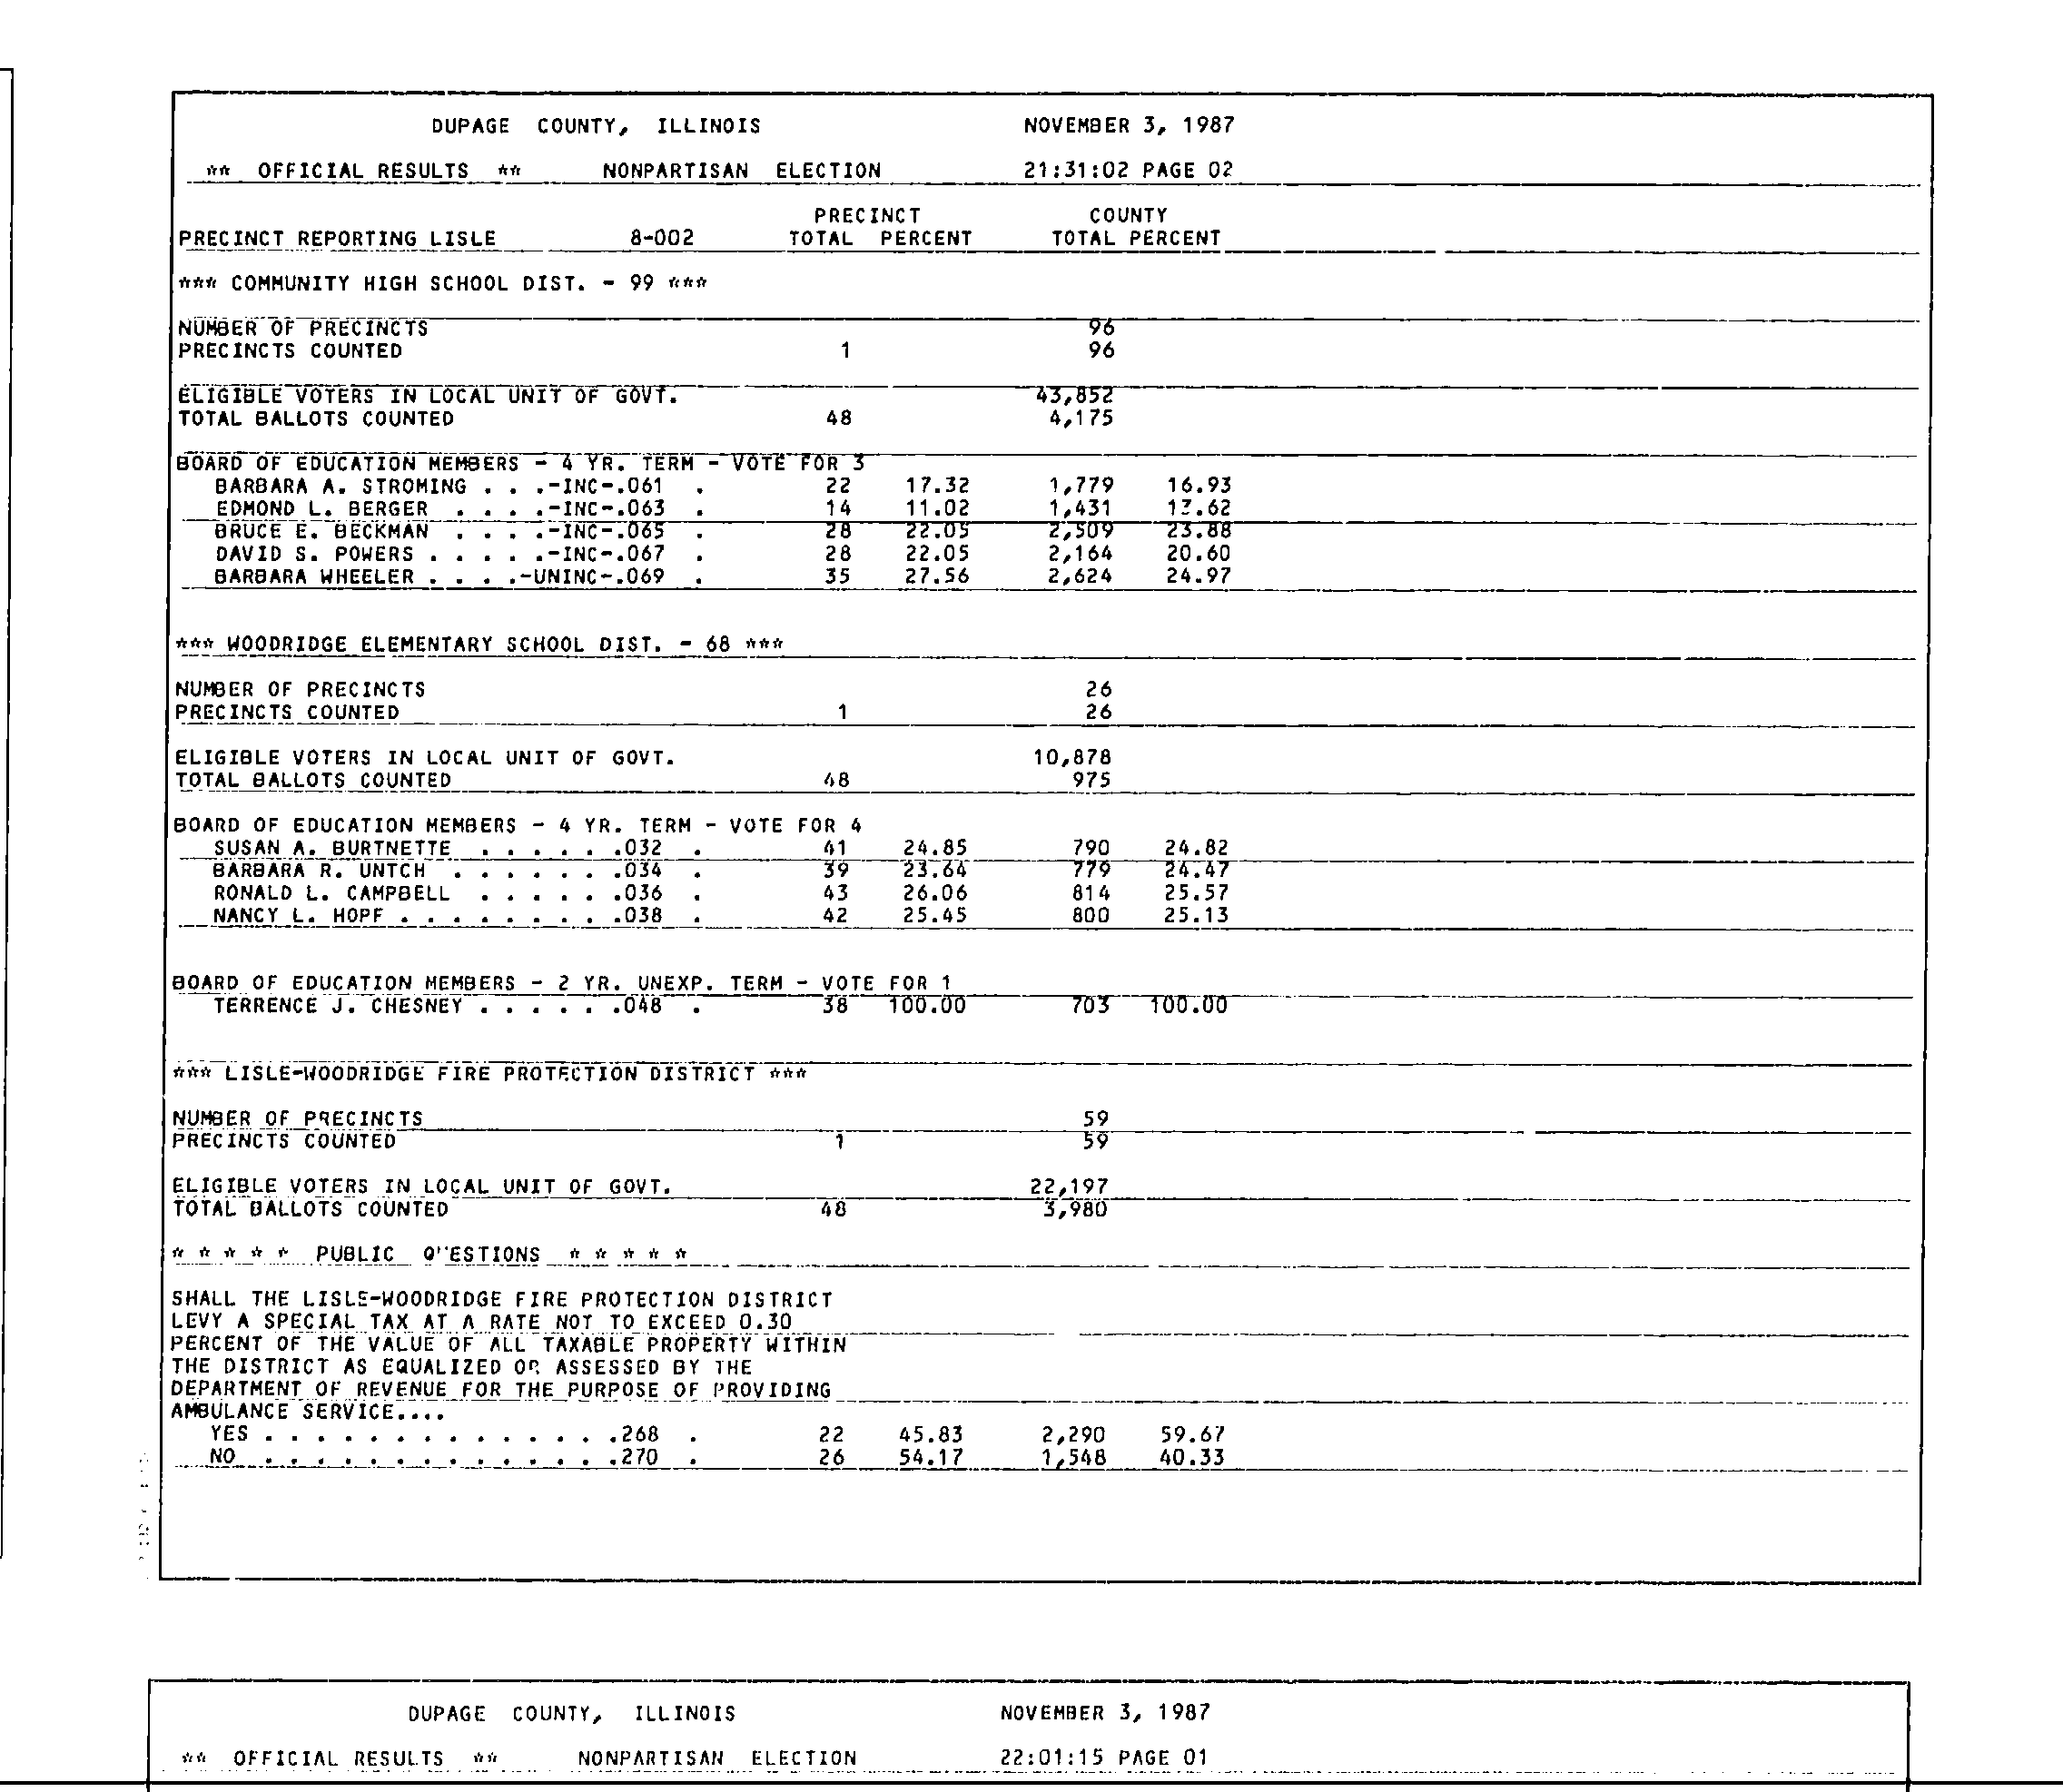 DUPAGE COUNTY, ILLINOIS NOVEMBER 3, 1987
** OFFICIAL RESULTS ** NONPARTISAN ELECTION 21:31:02 PAGE 02
PRECINCT COUNTY
PRECINCT REPORTING LISLE 8-002 TOTAL PERCENT TOTAL PERCENT
*** COMMUNITY HIGH SCHOOL DIST. - 99 ***
NUMBER OF PRECINCTS 96
PRECINCTS COUNTED 1 96
ELIGIBLE VOTERS IN LOCAL UNIT OF GOVT. 43,852
TOTAL BALLOTS COUNTED 48 4,175
BOARD OF EDUCATION MEMBERS - 4 YR. TERM - VOTE FOR 3
BARBARA A. STROMING . . .-INC-.061 . 22 17.32 1,779 16.93
EDMOND L. BERGER . . . .-INC-.063 . 14 11.02 1,431 13.62
BRUCE E. BECKMAN . . . .-INC-.065 . 28 22.05 2,509 23.88
DAVID S. POWERS . . . . .-INC-.067 . 28 22.05 2,164 20.60
BARBARA WHEELER . . . .-UNINC-.069 . 35 27.56 2,624 24.97
*** WOODRIDGE ELEMENTARY SCHOOL DIST. - 68 ***
NUMBER OF PRECINCTS 26
PRECINCTS COUNTED 1 26
ELIGIBLE VOTERS IN LOCAL UNIT OF GOVT. 10,878
TOTAL BALLOTS COUNTED 48 975
BOARD OF EDUCATION MEMBERS - 4 YR. TERM - VOTE FOR 4
SUSAN A. BURTNETTE . . . . . .032 . 41 24.85 790 24.82
BARBARA R. UNTCH . . . . . . .034 . 39 23.64 779 24.47
RONALD L. CAMPBELL . . . . . .036 . 43 26.06 814 25.57
NANCY L. HOPF . . . . . . . . .038 . 42 25.45 800 25.13
BOARD OF EDUCATION MEMBERS - 2 YR. UNEXP. TERM - VOTE FOR 1
TERRENCE J. CHESNEY . . . . . .048 . 38 100.00 703 100.00
*** LISLE-WOODRIDGE FIRE PROTECTION DISTRICT ***
NUMBER OF PRECINCTS 59
PRECINCTS COUNTED 1 59
ELIGIBLE VOTERS IN LOCAL UNIT OF GOVT. 22,197
TOTAL BALLOTS COUNTED 48 3,980
* * * * * PUBLIC QUESTIONS * * * * *
SHALL THE LISLE-WOODRIDGE FIRE PROTECTION DISTRICT
LEVY A SPECIAL TAX AT A RATE NOT TO EXCEED 0.30
PERCENT OF THE VALUE OF ALL TAXABLE PROPERTY WITHIN
THE DISTRICT AS EQUALIZED OR ASSESSED BY THE
DEPARTMENT OF REVENUE FOR THE PURPOSE OF PROVIDING
AMBULANCE SERVICE....
YES . . . . . . . . . . . . . .268 . 22 45.83 2,290 59.67
NO . . . . . . . . . . . . . .270 . 26 54.17 1,548 40.33
DUPAGE COUNTY, ILLINOIS NOVEMBER 3, 1987
** OFFICIAL RESULTS ** NONPARTISAN ELECTION 22:01:15 PAGE 01